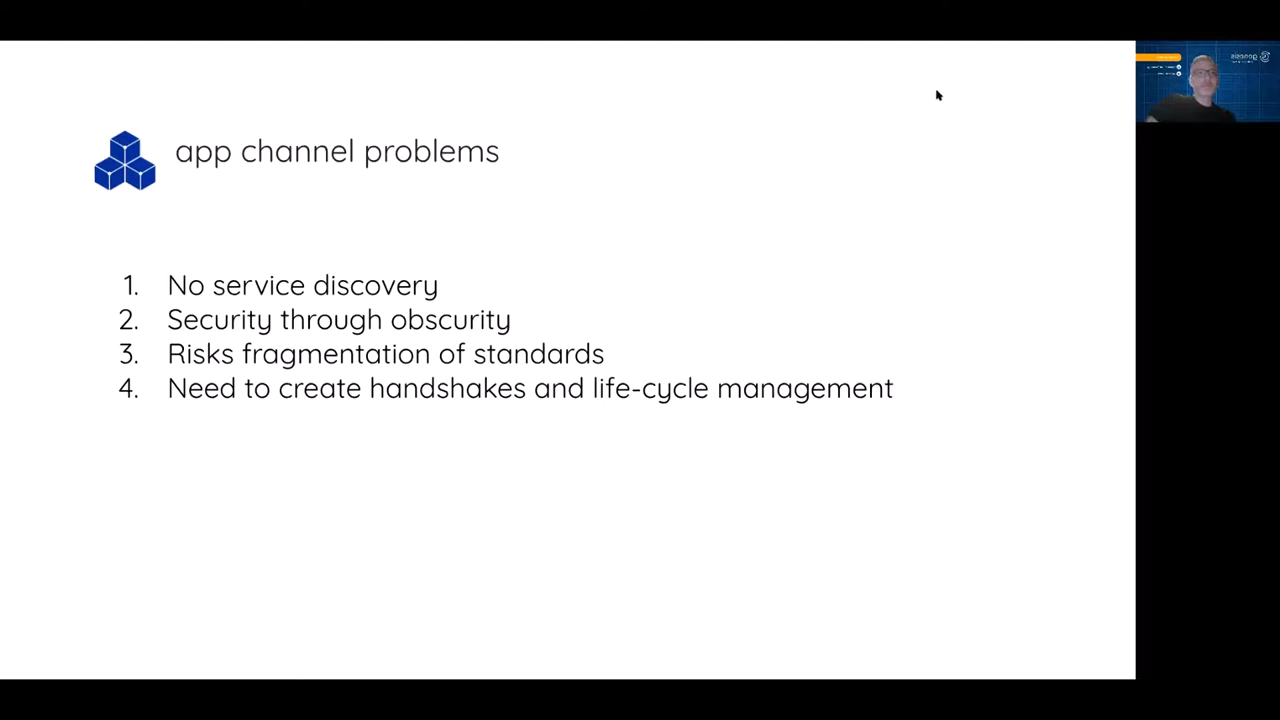 app channel problems
1. No service discovery
2. Security through obscurity
3. Risks fragmentation of standards
4. Need to create handshakes and life-cycle management
genesis